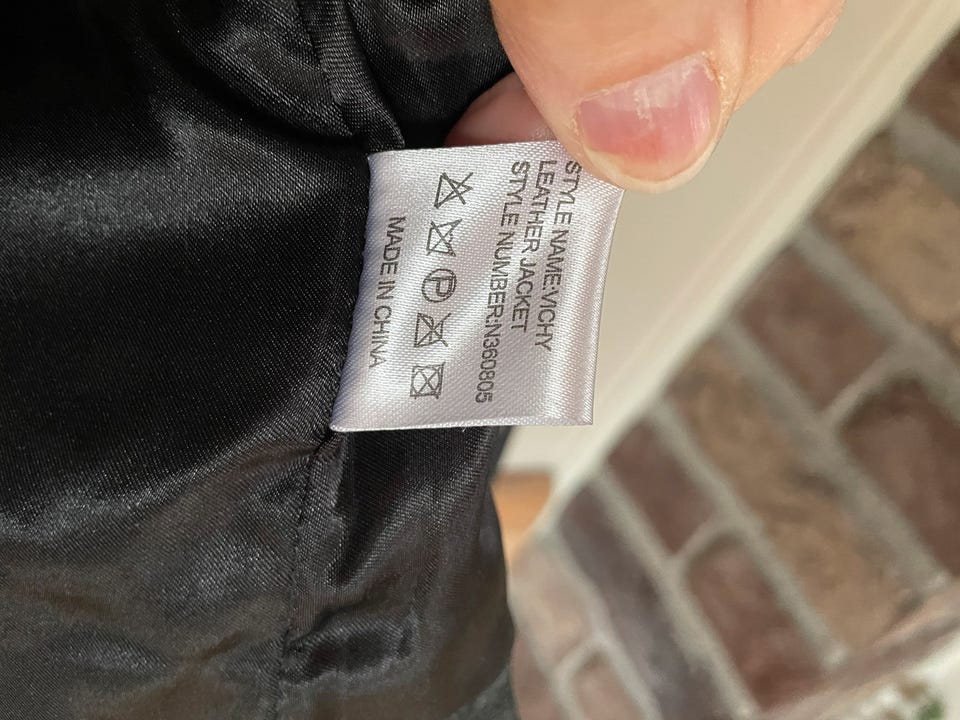 STYLE NAME:VICHY
LEATHER JACKET
STYLE NUMBER:N360805
P
MADE IN CHINA